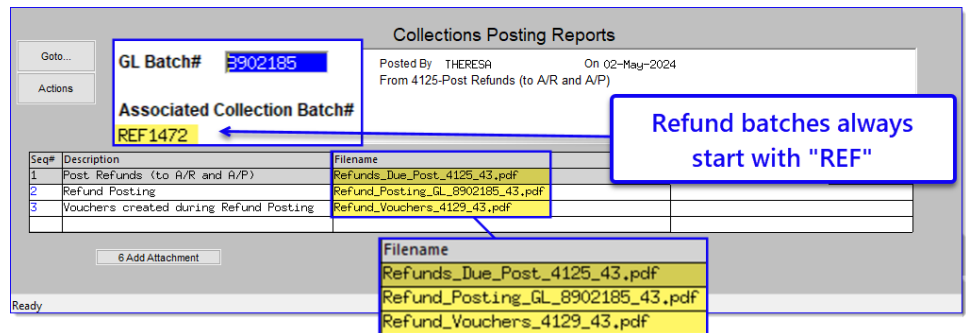 Collections Posting Reports
Goto...
Actions
GL Batch# 8902185
Associated Collection Batch#
REF1472
Posted By THERESA On 02-May-2024
From 4125-Post Refunds (to A/R and A/P)
Refund batches always
start with "REF"
Seq# Description Filename
1 Post Refunds (to A/R and A/P) Refunds_Due_Post_4125_43.pdf
2 Refund Posting Refund_Posting_GL_8902185_43.pdf
3 Vouchers created during Refund Posting Refund_Vouchers_4129_43.pdf
6 Add Attachment
Filename
Refunds_Due_Post_4125_43.pdf
Refund_Posting_GL_8902185_43.pdf
Refund_Vouchers_4129_43.pdf
Ready